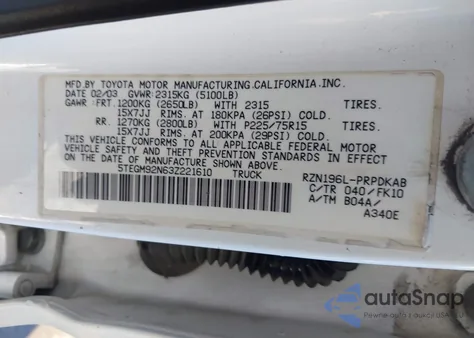 MFD.BY TOYOTA MOTOR MANUFACTURING,CALIFORNIA,INC.
DATE 02/03 GVWR:2315KG (5100LB)
GAWR:FRT.1200KG (2650LB) WITH 2315 TIRES
15X7JJ RIMS. AT 180KPA (26PSI) COLD.
RR. 1270KG (2800LB) WITH P225/75R15 TIRES
15X7JJ RIMS. AT 200KPA (29PSI) COLD.
THIS VEHICLE CONFORMS TO ALL APPLICABLE FEDERAL MOTOR
VEHICLE SAFETY STANDARDS IN EFFECT ON THE DATE OF
MANUFACTURE SHOWN ABOVE.
5TEGM92N63Z221610 TRUCK
RZN196L-PRPDKAB
C/TR 040/FK10
A/TM B04A/
A340E
autoSnap